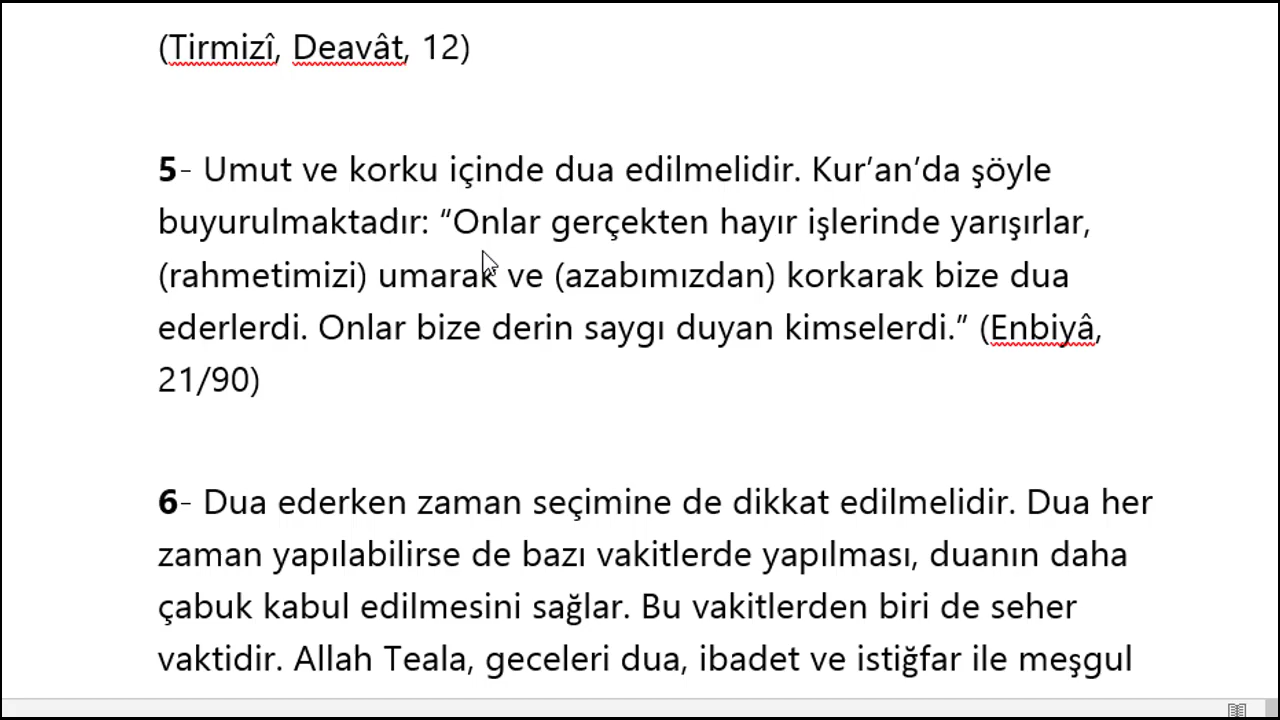 (Tirmizî, Deavât, 12)
5- Umut ve korku içinde dua edilmelidir. Kur’an’da şöyle
buyurulmaktadır: “Onlar gerçekten hayır işlerinde yarışırlar,
(rahmetimizi) umarak ve (azabımızdan) korkarak bize dua
ederlerdi. Onlar bize derin saygı duyan kimselerdi.” (Enbiyâ,
21/90)
6- Dua ederken zaman seçimine de dikkat edilmelidir. Dua her
zaman yapılabilirse de bazı vakitlerde yapılması, duanın daha
çabuk kabul edilmesini sağlar. Bu vakitlerden biri de seher
vaktidir. Allah Teala, geceleri dua, ibadet ve istiğfar ile meşgul